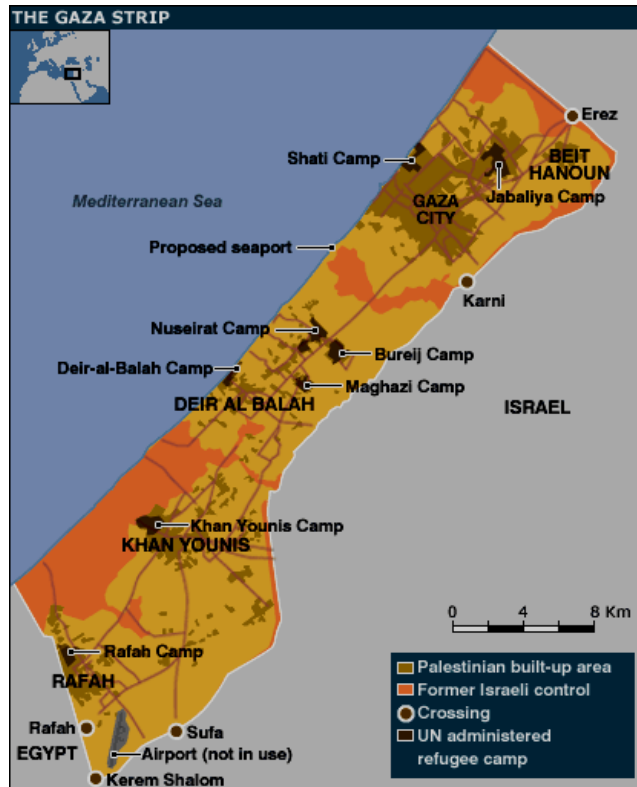 THE GAZA STRIP
Erez
Shati Camp
BEIT
HANOUN
Jabaliya Camp
Mediterranean Sea
GAZA
CITY
Proposed seaport
Karni
Nuseirat Camp
Bureij Camp
Deir-al-Balah Camp
Maghazi Camp
DEIR AL BALAH
ISRAEL
Khan Younis Camp
KHAN YOUNIS
0 4 8 Km
Rafah Camp
RAFAH
Palestinian built-up area
Former Israeli control
Crossing
UN administered
refugee camp
Rafah
Sufa
EGYPT
Airport (not in use)
Kerem Shalom